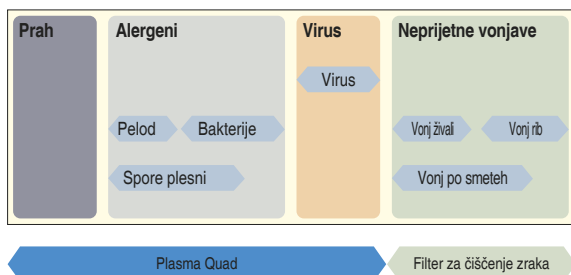 Prah
Alergeni
Virus
Neprijetne vonjave
Virus
Pelod
Bakterije
Vonj živali
Vonj rib
Spore plesni
Vonj po smeteh
Plasma Quad
Filter za čiščenje zraka